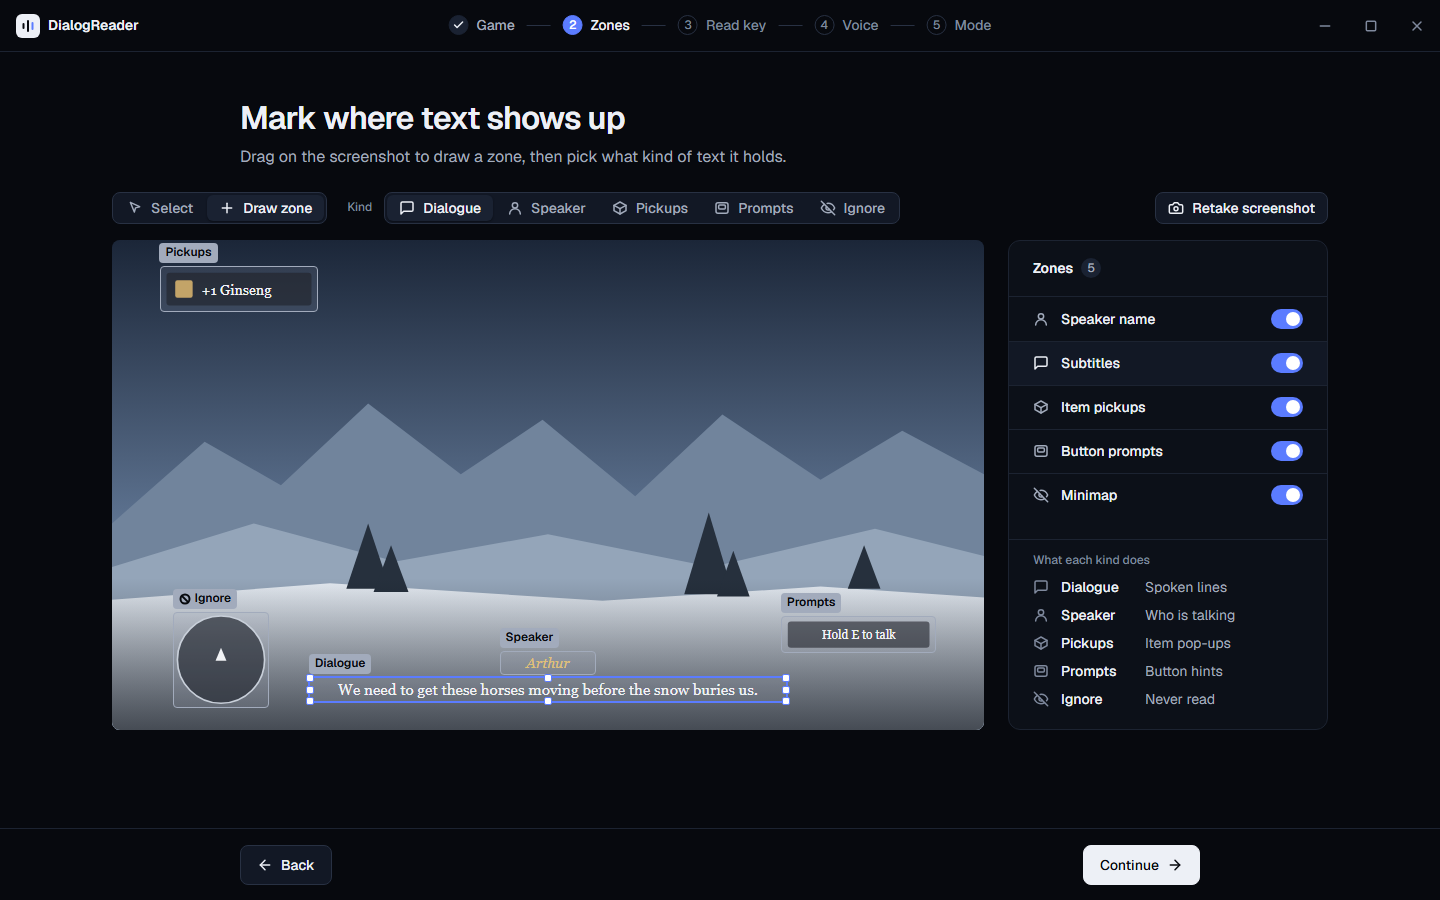 DialogReader
Game
2 Zones
3 Read key
4 Voice
5 Mode
Mark where text shows up
Drag on the screenshot to draw a zone, then pick what kind of text it holds.
Select
Draw zone
Kind
Dialogue
Speaker
Pickups
Prompts
Ignore
Retake screenshot
Pickups
+1 Ginseng
Ignore
Prompts
Hold E to talk
Speaker
Arthur
Dialogue
We need to get these horses moving before the snow buries us.
Zones 5
Speaker name
Subtitles
Item pickups
Button prompts
Minimap
What each kind does
Dialogue Spoken lines
Speaker Who is talking
Pickups Item pop-ups
Prompts Button hints
Ignore Never read
Back
Continue